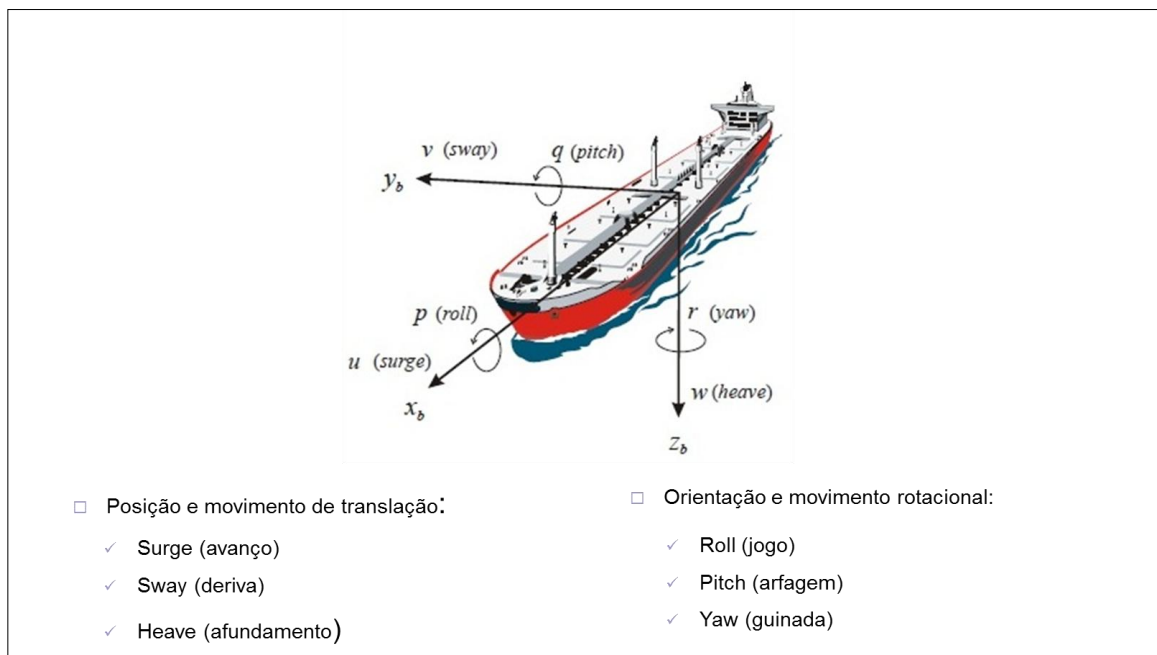 v (sway)
q (pitch)
y_b
p (roll)
r (yaw)
u (surge)
w (heave)
x_b
z_b
Posição e movimento de translação:
Surge (avanço)
Sway (deriva)
Heave (afundamento)
Orientação e movimento rotacional:
Roll (jogo)
Pitch (arfagem)
Yaw (guinada)